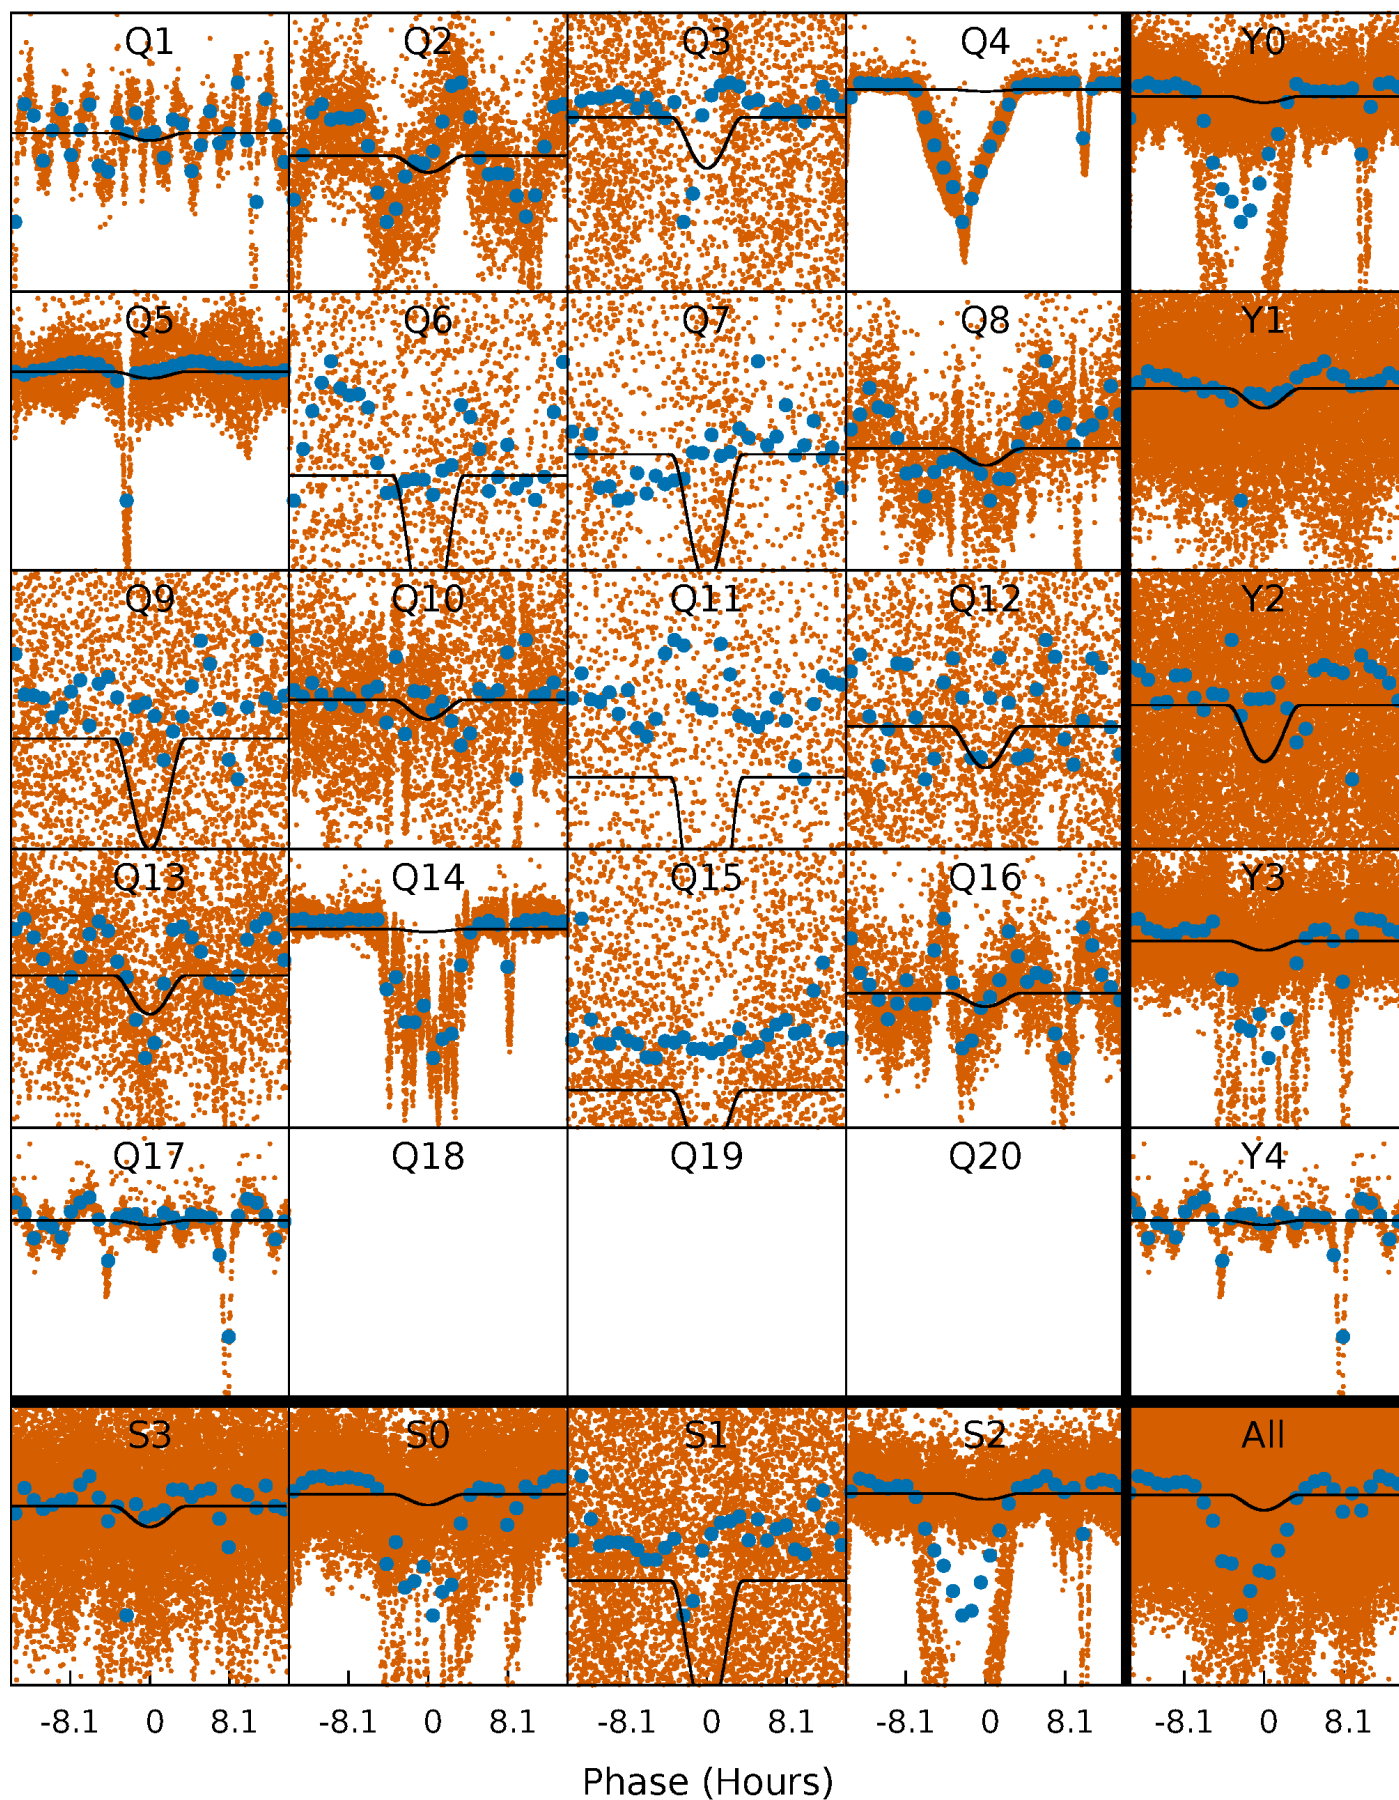 Q1 Q2 Q3 Q4 Y0
Q5 Q6 Q7 Q8 Y1
Q9 Q10 Q11 Q12 Y2
Q13 Q14 Q15 Q16 Y3
Q17 Q18 Q19 Q20 Y4
S3 S0 S1 S2 All
-8.1 0 8.1 -8.1 0 8.1 -8.1 0 8.1 -8.1 0 8.1 -8.1 0 8.1
Phase (Hours)